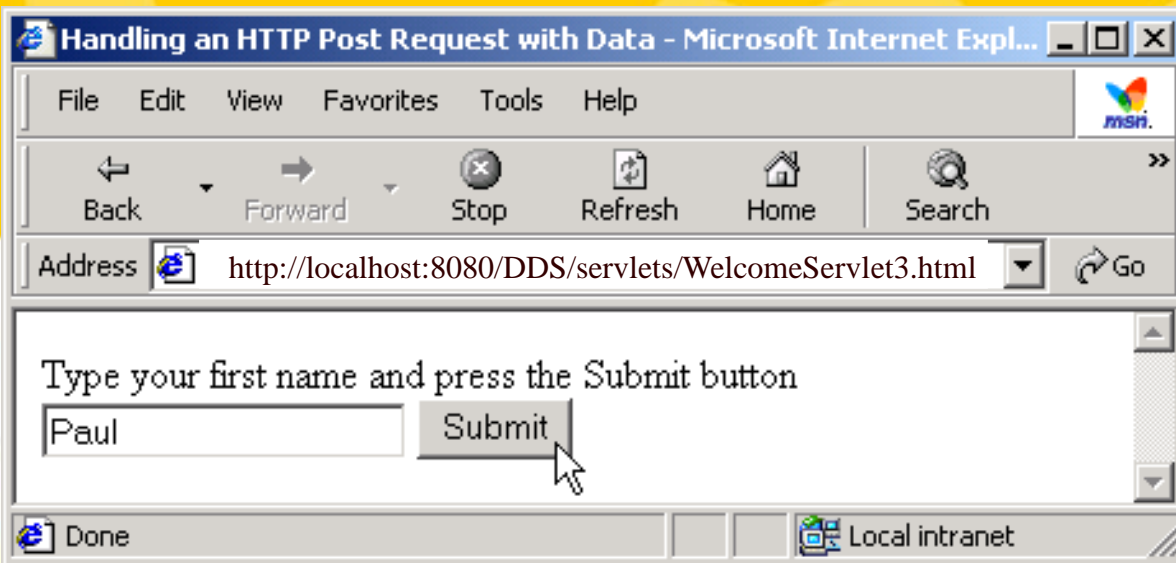 Handling an HTTP Post Request with Data - Microsoft Internet Expl...
File Edit View Favorites Tools Help
msn.
»
Back Forward Stop Refresh Home Search
Address http://localhost:8080/DDS/servlets/WelcomeServlet3.html Go
Type your first name and press the Submit button
Paul Submit
Done Local intranet